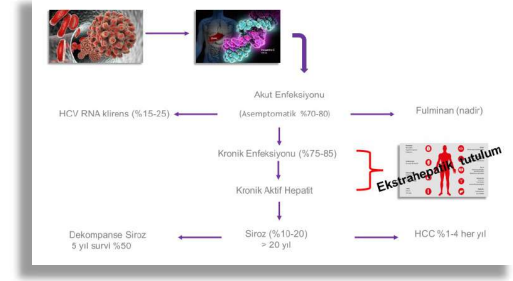 Akut Enfeksiyonu
HCV RNA klirens (%15-25)
(Asemptomatik %70-80)
Fulminan (nadir)
Kronik Enfeksiyonu (%75-85)
Ekstrahepatik tutulum
Kronik Aktif Hepatit
Dekompanse Siroz
5 yıl survi %50
Siroz (%10-20)
> 20 yıl
HCC %1-4 her yıl